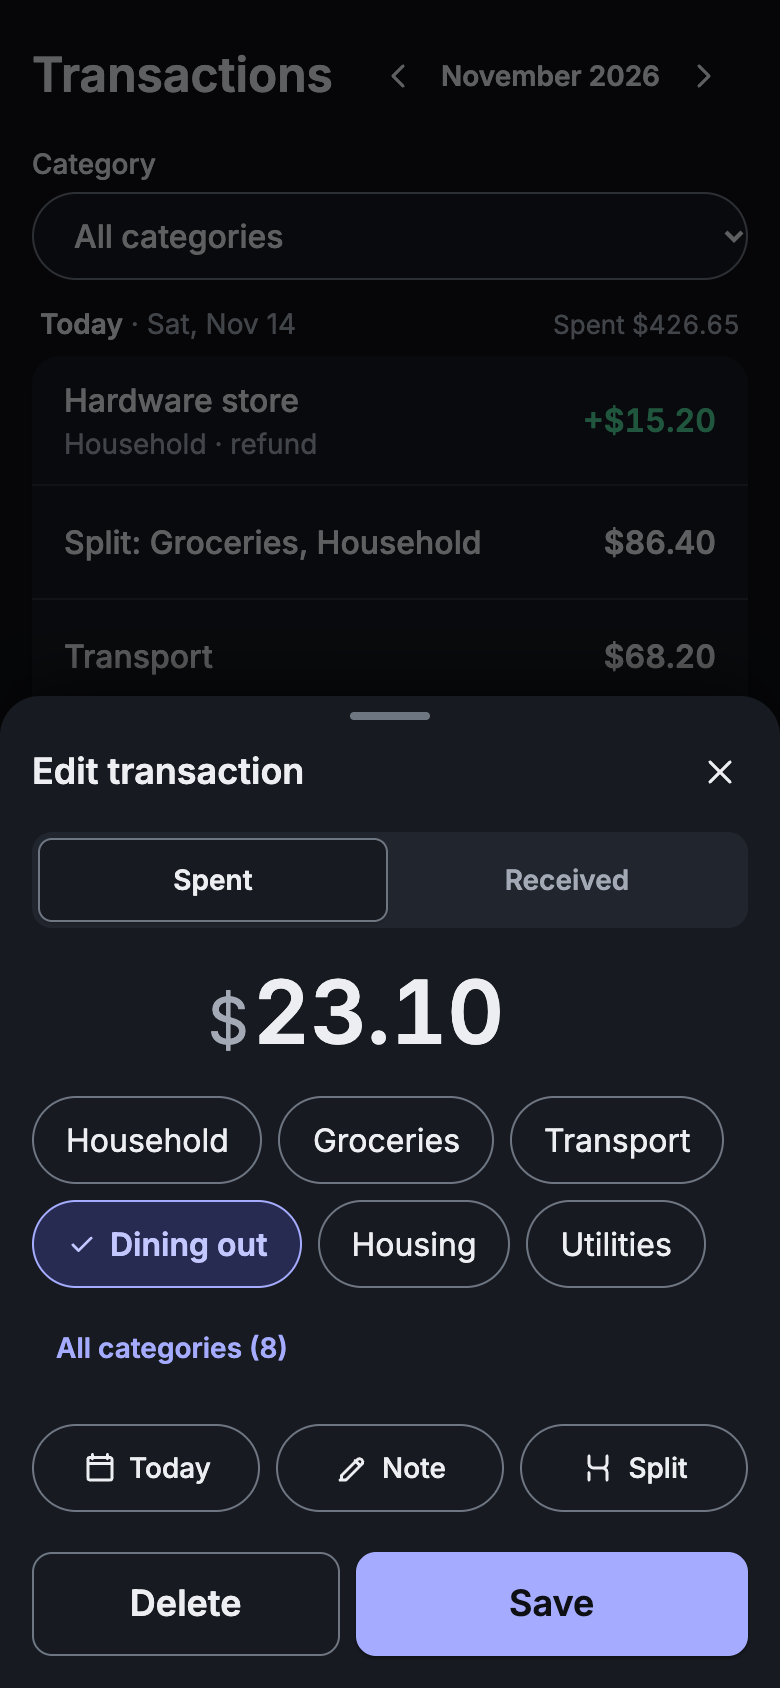 Transactions
November 2026
Category
All categories
Today · Sat, Nov 14 Spent $426.65
Hardware store
+$15.20
Household · refund
Split: Groceries, Household $86.40
Transport $68.20
Edit transaction
Spent Received
$23.10
Household Groceries Transport
Dining out Housing Utilities
All categories (8)
Today Note Split
Delete Save